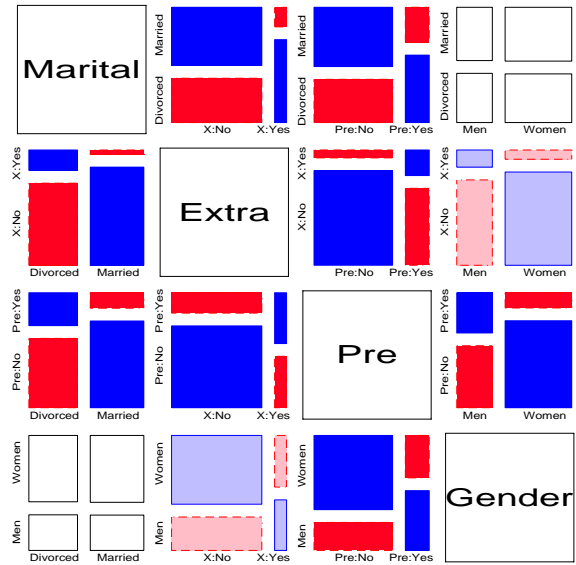 Marital
Married
Divorced
X:No X:Yes
Married
Divorced
Pre:No Pre:Yes
Married
Divorced
Men Women
X:Yes
X:No
Divorced Married
Extra
X:Yes
X:No
Pre:No Pre:Yes
X:Yes
X:No
Men Women
Pre:Yes
Pre:No
Divorced Married
Pre:Yes
Pre:No
X:No X:Yes
Pre
Pre:Yes
Pre:No
Men Women
Women
Men
Divorced Married
Women
Men
X:No X:Yes
Women
Men
Pre:No Pre:Yes
Gender